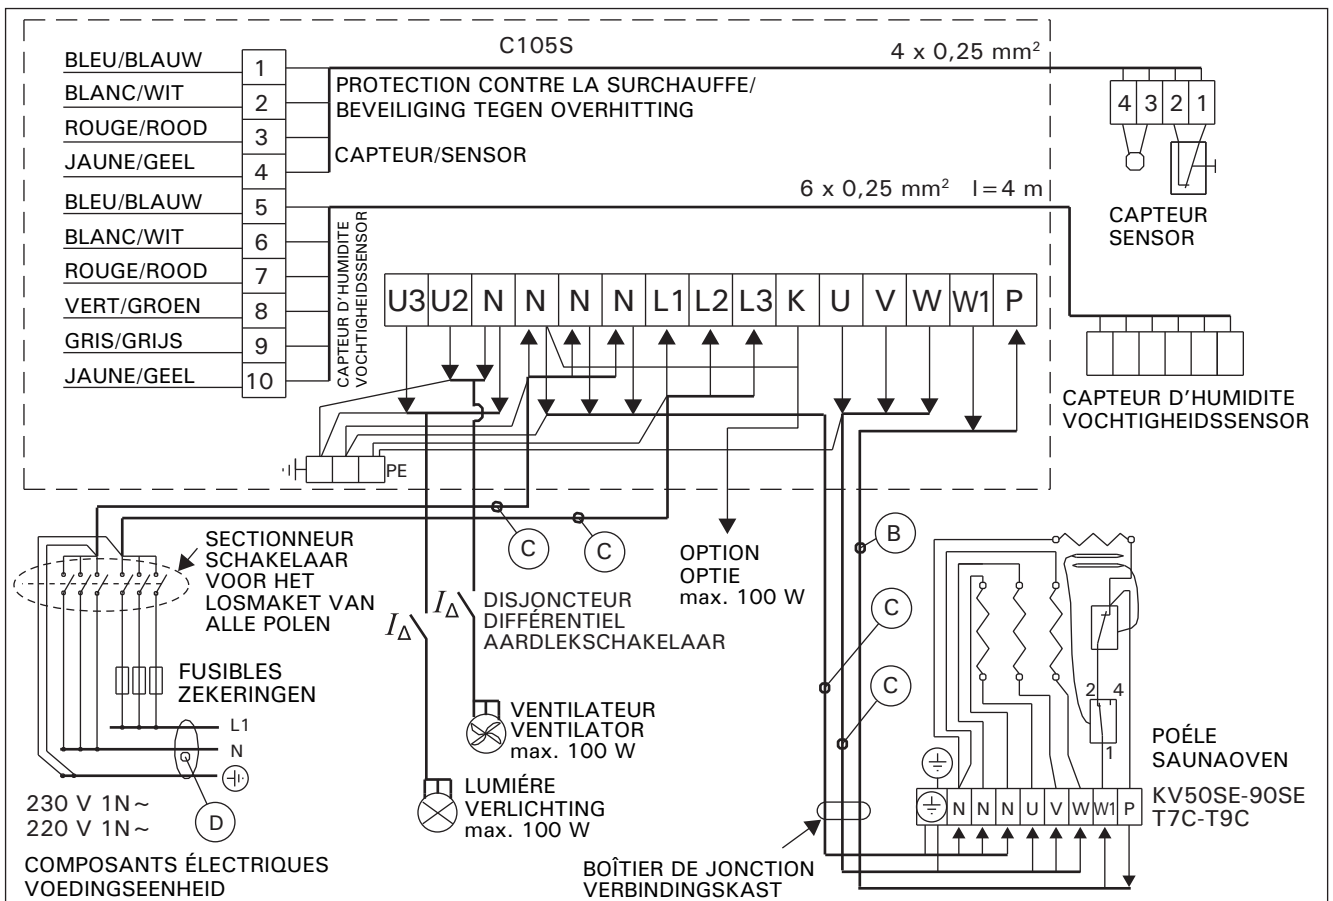 C105S
4 x 0,25 mm²
BLEU/BLAUW 1
BLANC/WIT 2
ROUGE/ROOD 3
JAUNE/GEEL 4
BLEU/BLAUW 5
BLANC/WIT 6
ROUGE/ROOD 7
VERT/GROEN 8
GRIS/GRIJS 9
JAUNE/GEEL 10
PROTECTION CONTRE LA SURCHAUFFE/
BEVEILIGING TEGEN OVERHITTING
CAPTEUR/SENSOR
4 3 2 1
CAPTEUR
SENSOR
6 x 0,25 mm² l=4 m
CAPTEUR D'HUMIDITE
VOCHTIGHEIDSSENSOR
U3 U2 N N N N L1 L2 L3 K U V W W1 P
CAPTEUR D'HUMIDITE
VOCHTIGHEIDSSENSOR
PE
SECTIONNEUR
SCHAKELAAR
VOOR HET
LOSMAKET VAN
ALLE POLEN
C
C
OPTION
OPTIE
max. 100 W
B
C
C
I∆
I∆
DISJONCTEUR
DIFFÉRENTIEL
AARDLEKSCHAKELAAR
FUSIBLES
ZEKERINGEN
L1
N
D
230 V 1N~
220 V 1N~
COMPOSANTS ÉLECTRIQUES
VOEDINGSEENHEID
VENTILATEUR
VENTILATOR
max. 100 W
LUMIÉRE
VERLICHTING
max. 100 W
BOÎTIER DE JONCTION
VERBINDINGSKAST
2 4
1
N N N U V W W1 P
POÉLE
SAUNAOVEN
KV50SE-90SE
T7C-T9C